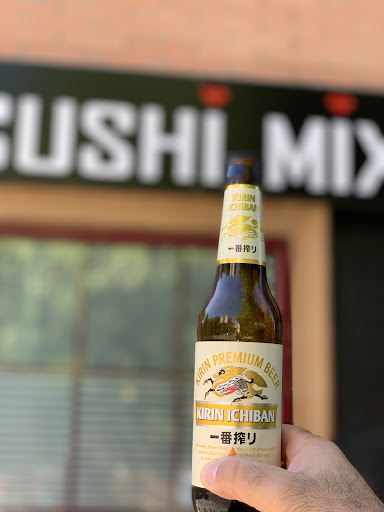 SUSHI MIX
KIRIN
ICHIBAN
一番搾り
KIRIN PREMIUM BEER
KIRIN ICHIBAN
一番搾り